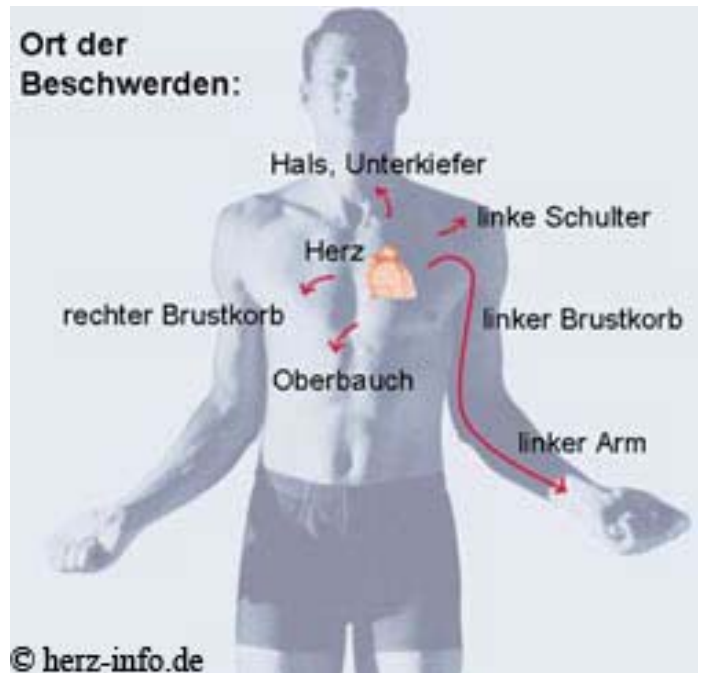 Ort der
Beschwerden:
Hals, Unterkiefer
linke Schulter
Herz
rechter Brustkorb
linker Brustkorb
Oberbauch
linker Arm
© herz-info.de